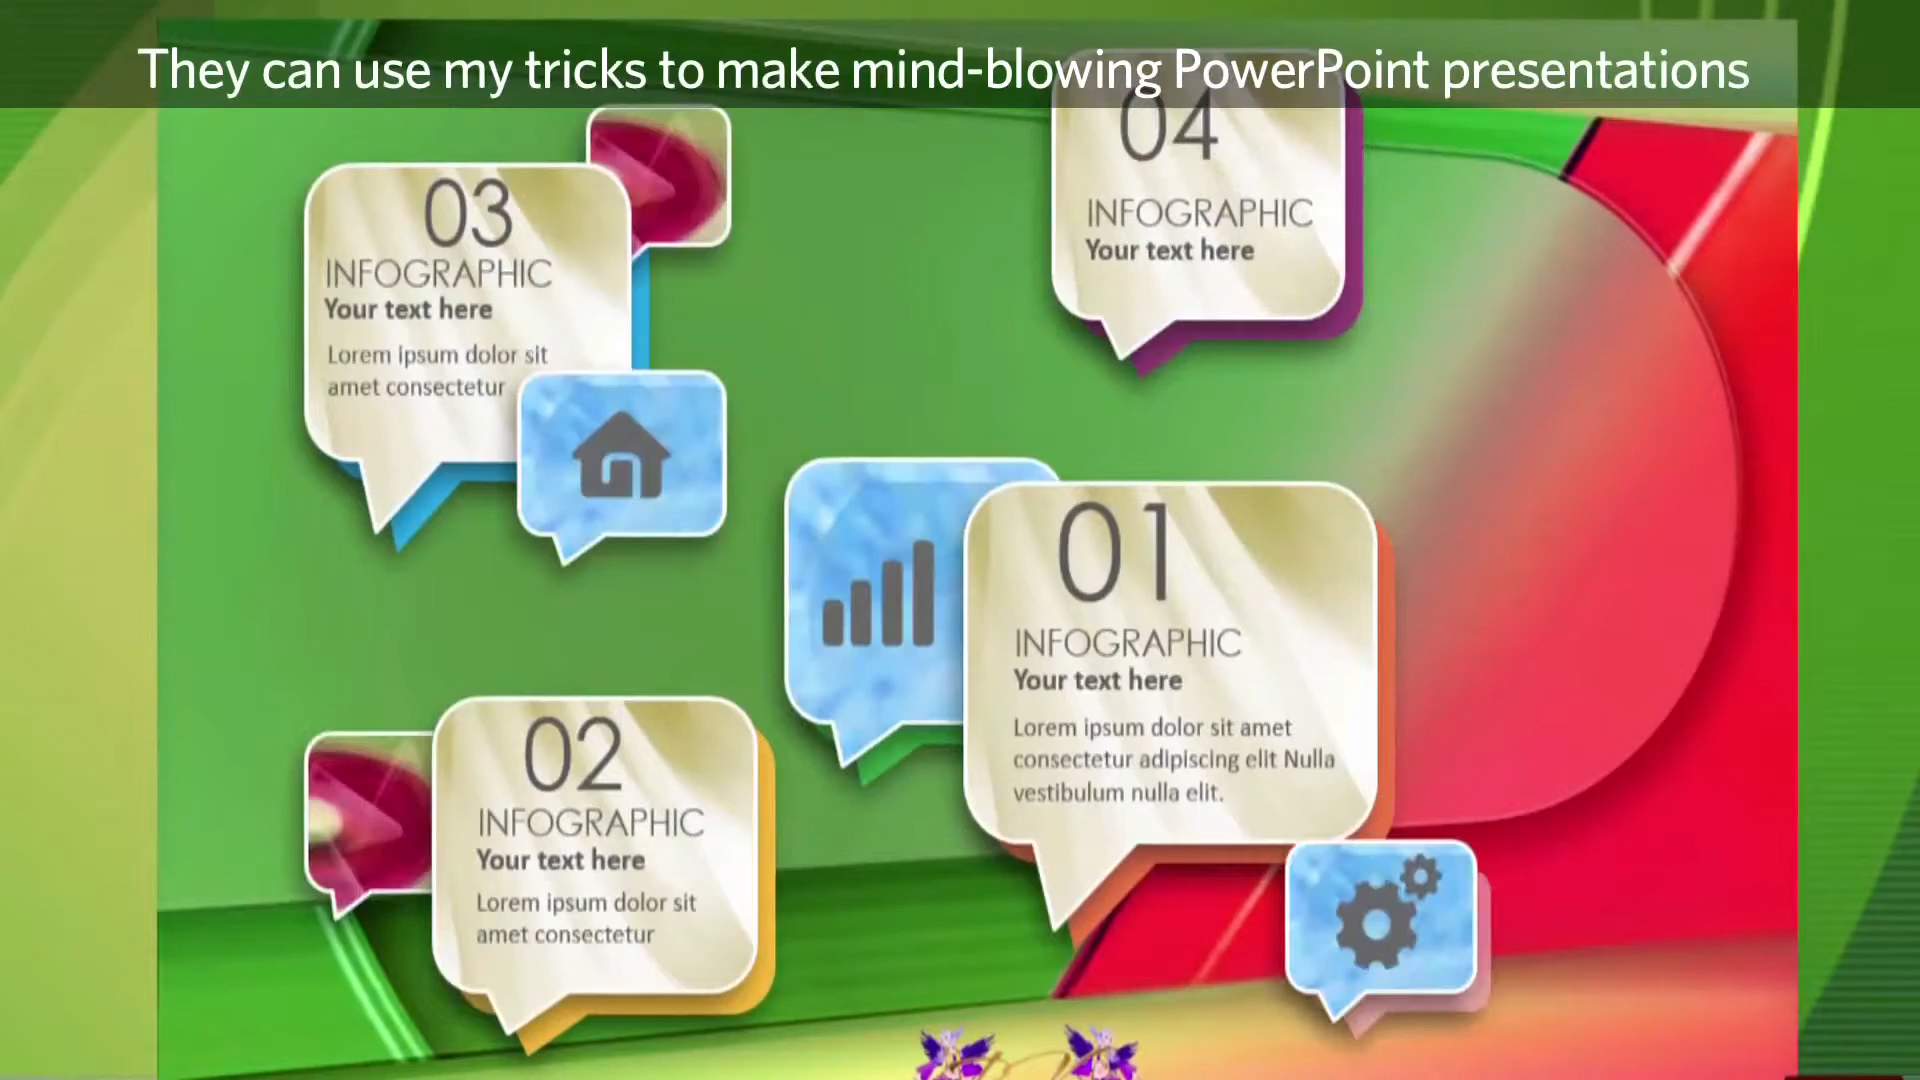 They can use my tricks to make mind-blowing PowerPoint presentations
03
INFOGRAPHIC
Your text here
Lorem ipsum dolor sit
amet consectetur
04
INFOGRAPHIC
Your text here
01
INFOGRAPHIC
Your text here
Lorem ipsum dolor sit amet
consectetur adipiscing elit Nulla
vestibulum nulla elit.
02
INFOGRAPHIC
Your text here
Lorem ipsum dolor sit
amet consectetur